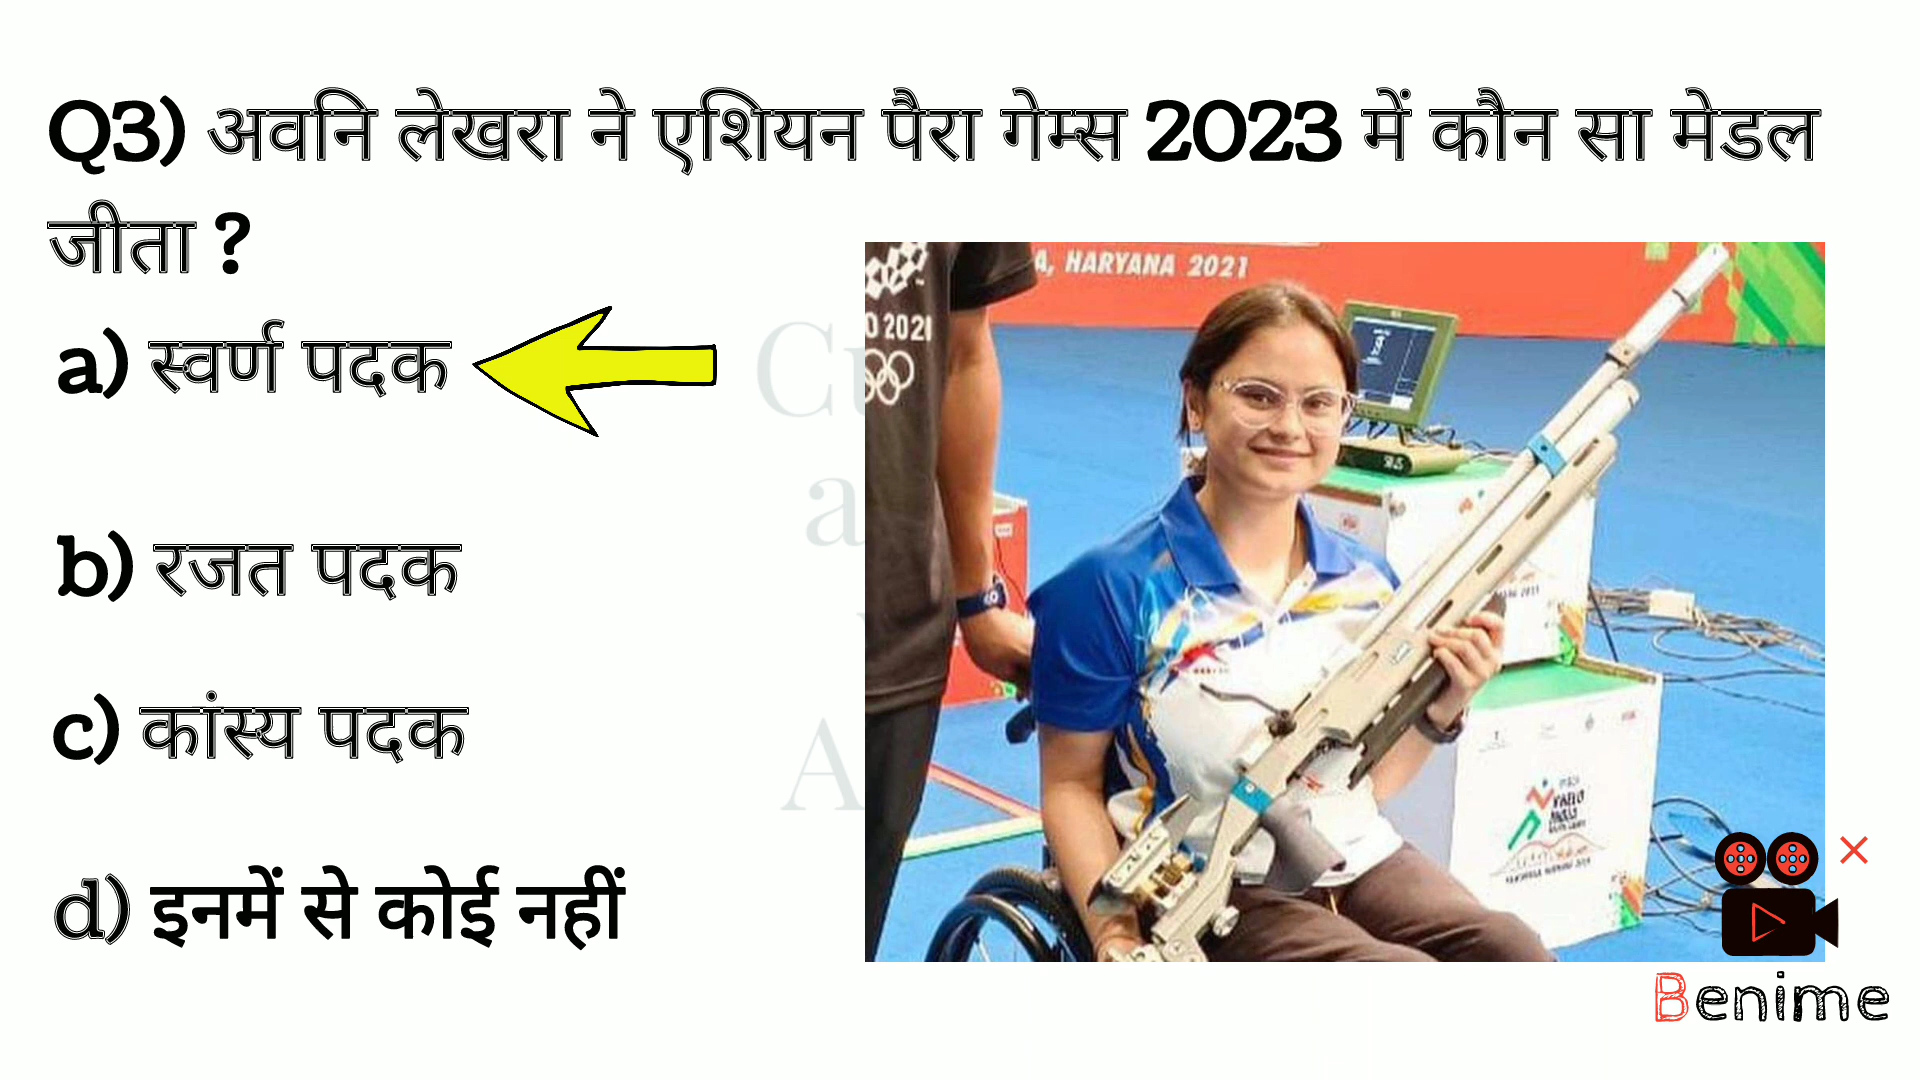 Q3) अवनि लेखरा ने एशियन पैरा गेम्स 2023 में कौन सा मेडल
जीता ?
a) स्वर्ण पदक
b) रजत पदक
c) कांस्य पदक
d) इनमें से कोई नहीं
A, HARYANA 2021
O 2021
Benime